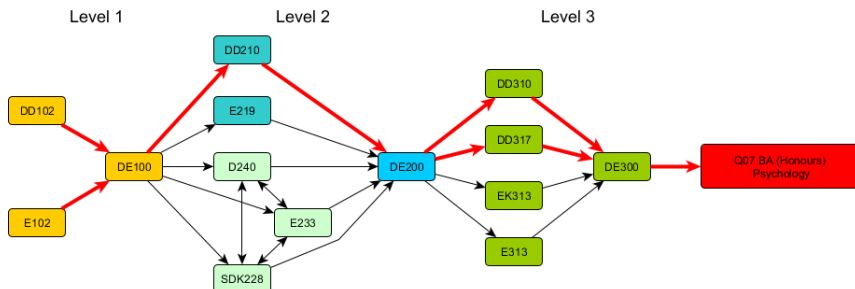 Level 1
Level 2
Level 3
DD210
DD310
DD102
E219
DD317
DE100
D240
DE200
DE300
Q07 BA (Honours)
Psychology
EK313
E102
E233
E313
SDK228